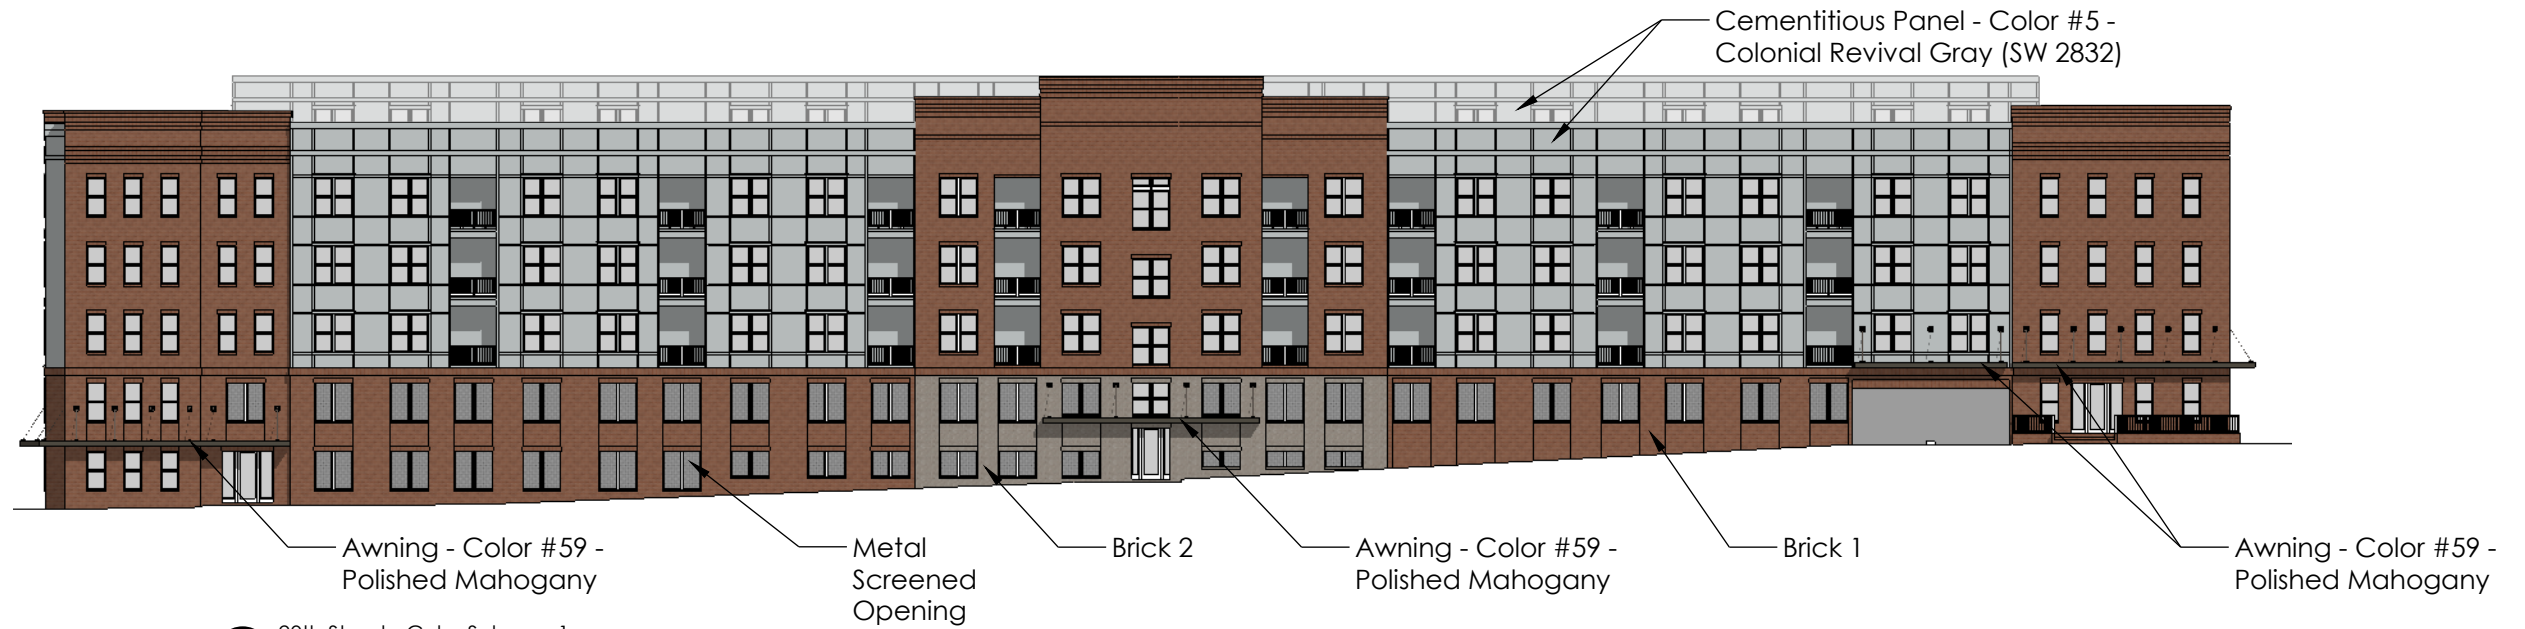 Cementitious Panel - Color #5 -
Colonial Revival Gray (SW 2832)
Awning - Color #59 -
Polished Mahogany
Metal
Screened
Opening
Brick 2
Awning - Color #59 -
Polished Mahogany
Brick 1
Awning - Color #59 -
Polished Mahogany